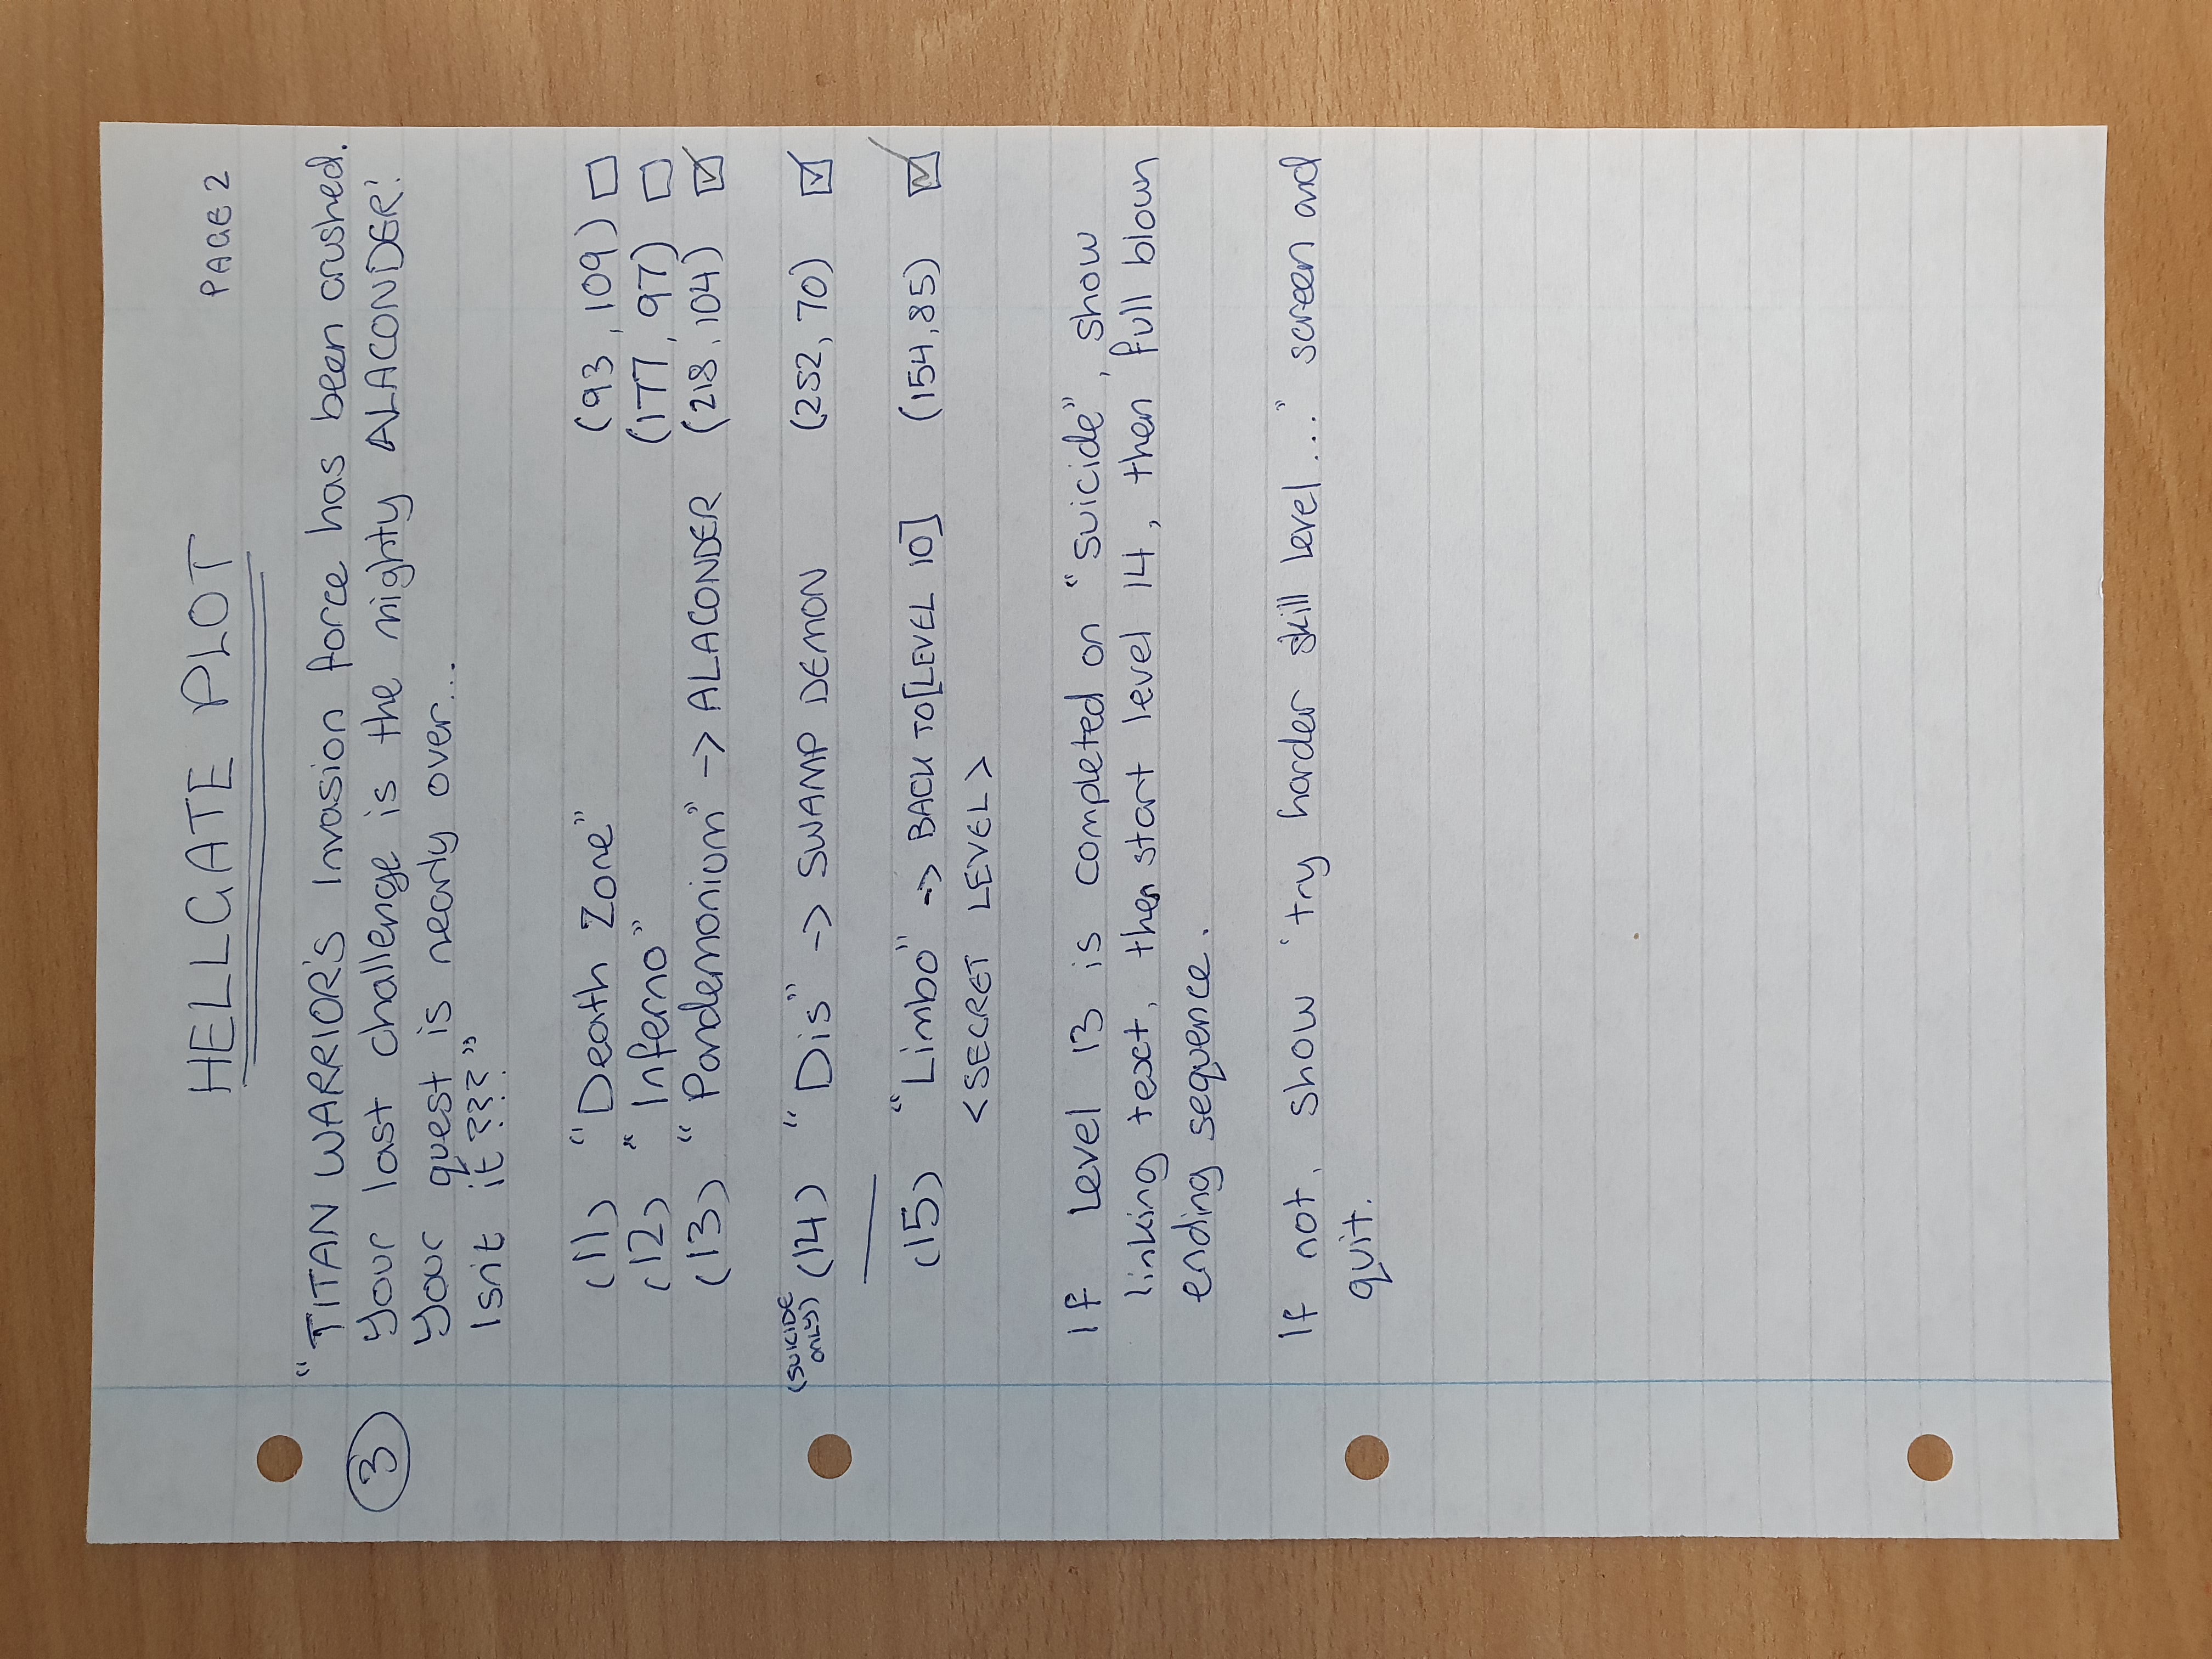 HELLGATE PLOT PAGE 2
"TITAN WARRIOR'S Invasion force has been crushed.
3 Your last challenge is the mighty ALACONDER!
Your quest is nearly over...
Isn't it???"
(11) "Death Zone" (93, 109) ☐
(12) "Inferno" (177, 97) ☐
(13) "Pandemonium" -> ALACONDER (218, 104) ☑
(SUICIDE ONLY) (14) "Dis" -> SWAMP DEMON (252, 70) ☑
(15) "Limbo" -> BACK TO [LEVEL 10] (154, 85) ☑
<SECRET LEVEL>
If Level 13 is completed on "suicide", show
linking text, then start level 14, then full blown
ending sequence.
If not, show 'try harder skill level..." screen and
quit.